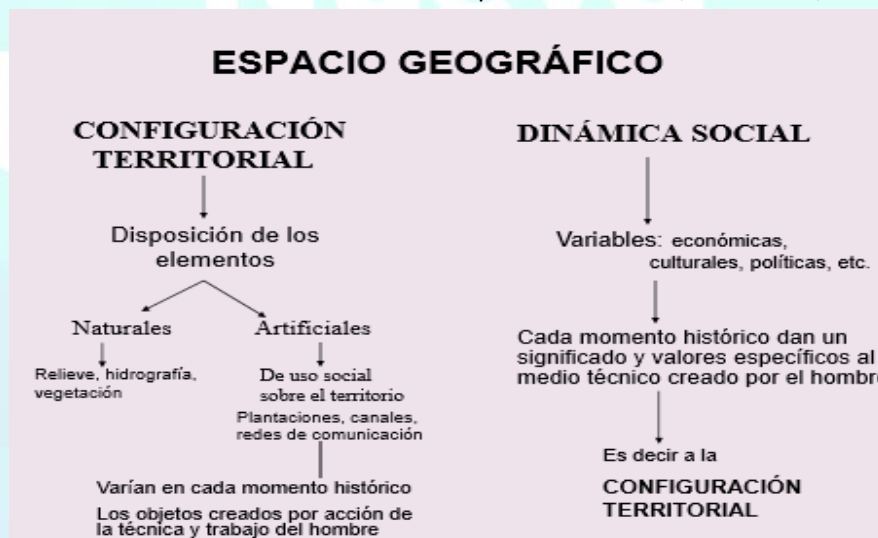 ESPACIO GEOGRÁFICO
CONFIGURACIÓN
TERRITORIAL
Disposición de los
elementos
Naturales
Relieve, hidrografía,
vegetación
Artificiales
De uso social
sobre el territorio
Plantaciones, canales,
redes de comunicación
Varían en cada momento histórico
Los objetos creados por acción de
la técnica y trabajo del hombre
DINÁMICA SOCIAL
Variables: económicas,
culturales, políticas, etc.
Cada momento histórico dan un
significado y valores específicos al
medio técnico creado por el hombre
Es decir a la
CONFIGURACIÓN
TERRITORIAL